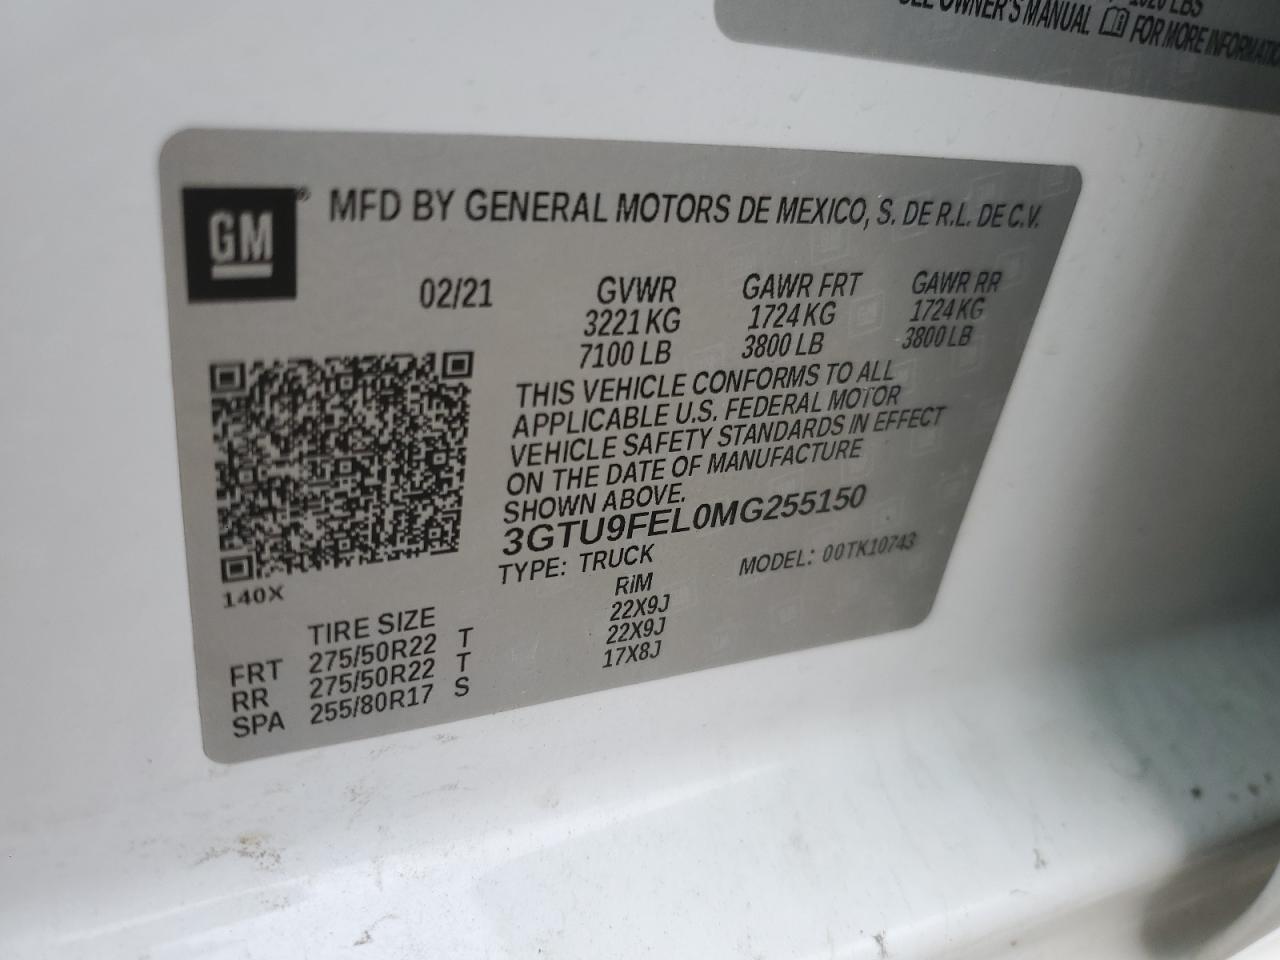 1020 LBS
OWNER'S MANUAL FOR MORE INFORMATIO
GM ® MFD BY GENERAL MOTORS DE MEXICO, S. DE R.L. DE C.V.
02/21 GVWR GAWR FRT GAWR RR
3221 KG 1724 KG 1724 KG
7100 LB 3800 LB 3800 LB
THIS VEHICLE CONFORMS TO ALL
APPLICABLE U.S. FEDERAL MOTOR
VEHICLE SAFETY STANDARDS IN EFFECT
ON THE DATE OF MANUFACTURE
SHOWN ABOVE.
3GTU9FEL0MG255150
TYPE: TRUCK MODEL: 00TK10743
140X
TIRE SIZE RIM
FRT 275/50R22 T 22X9J
RR 275/50R22 T 22X9J
SPA 255/80R17 S 17X8J